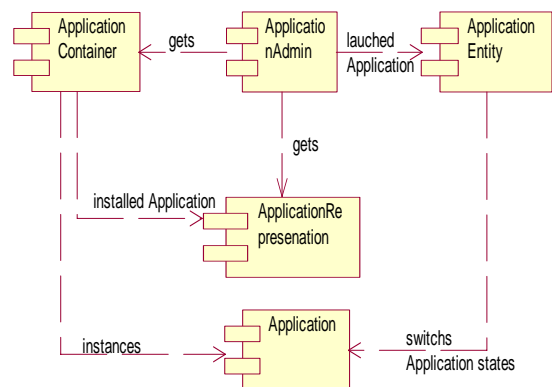 Application
Container
gets
Applicatio
nAdmin
lauched
Application
Application
Entity
gets
installed Application
ApplicationRe
presenation
Application
instances
switchs
Application states